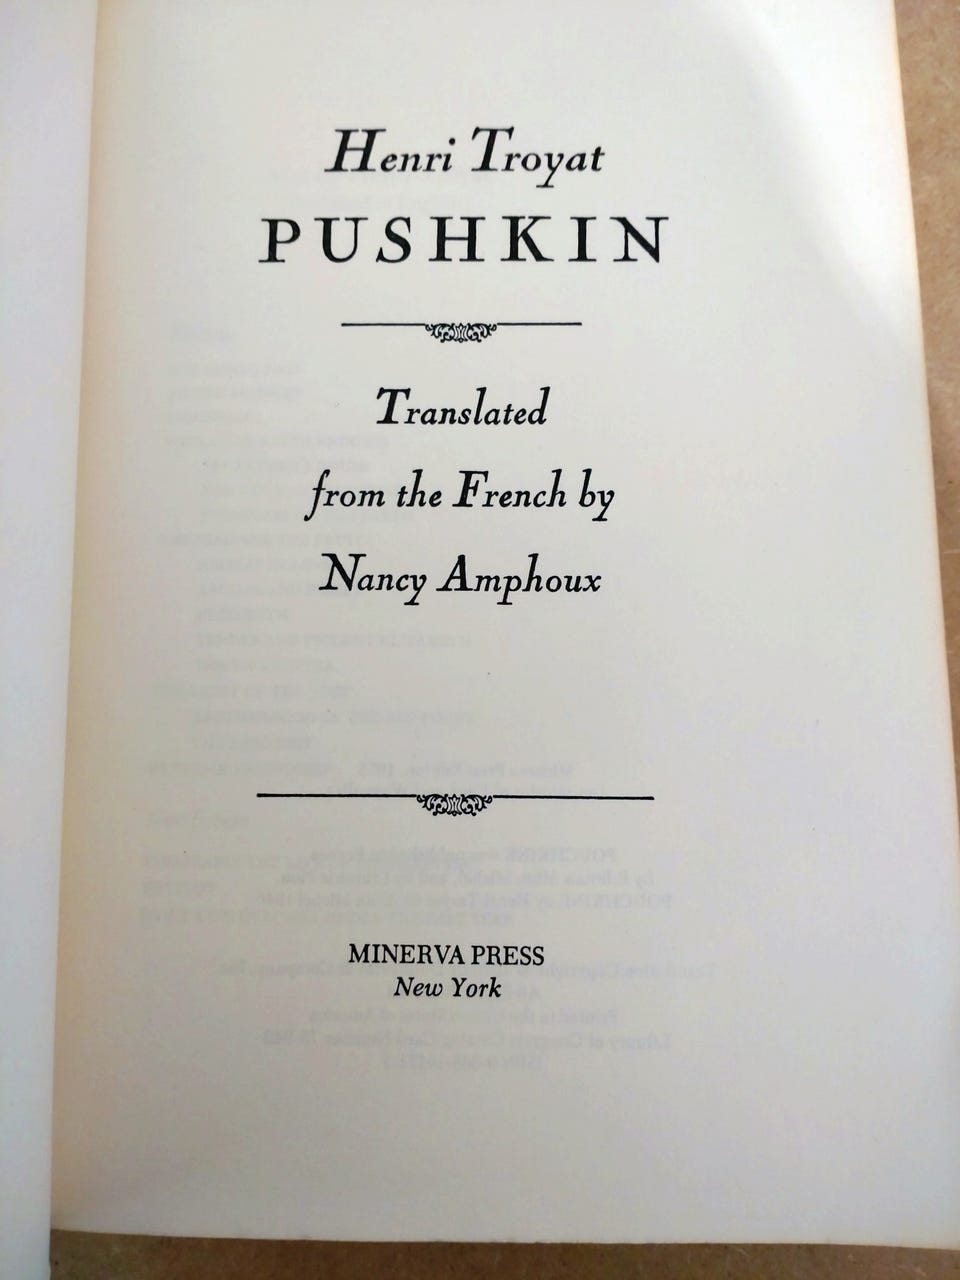 Henri Troyat
PUSHKIN
Translated
from the French by
Nancy Amphoux
MINERVA PRESS
New York